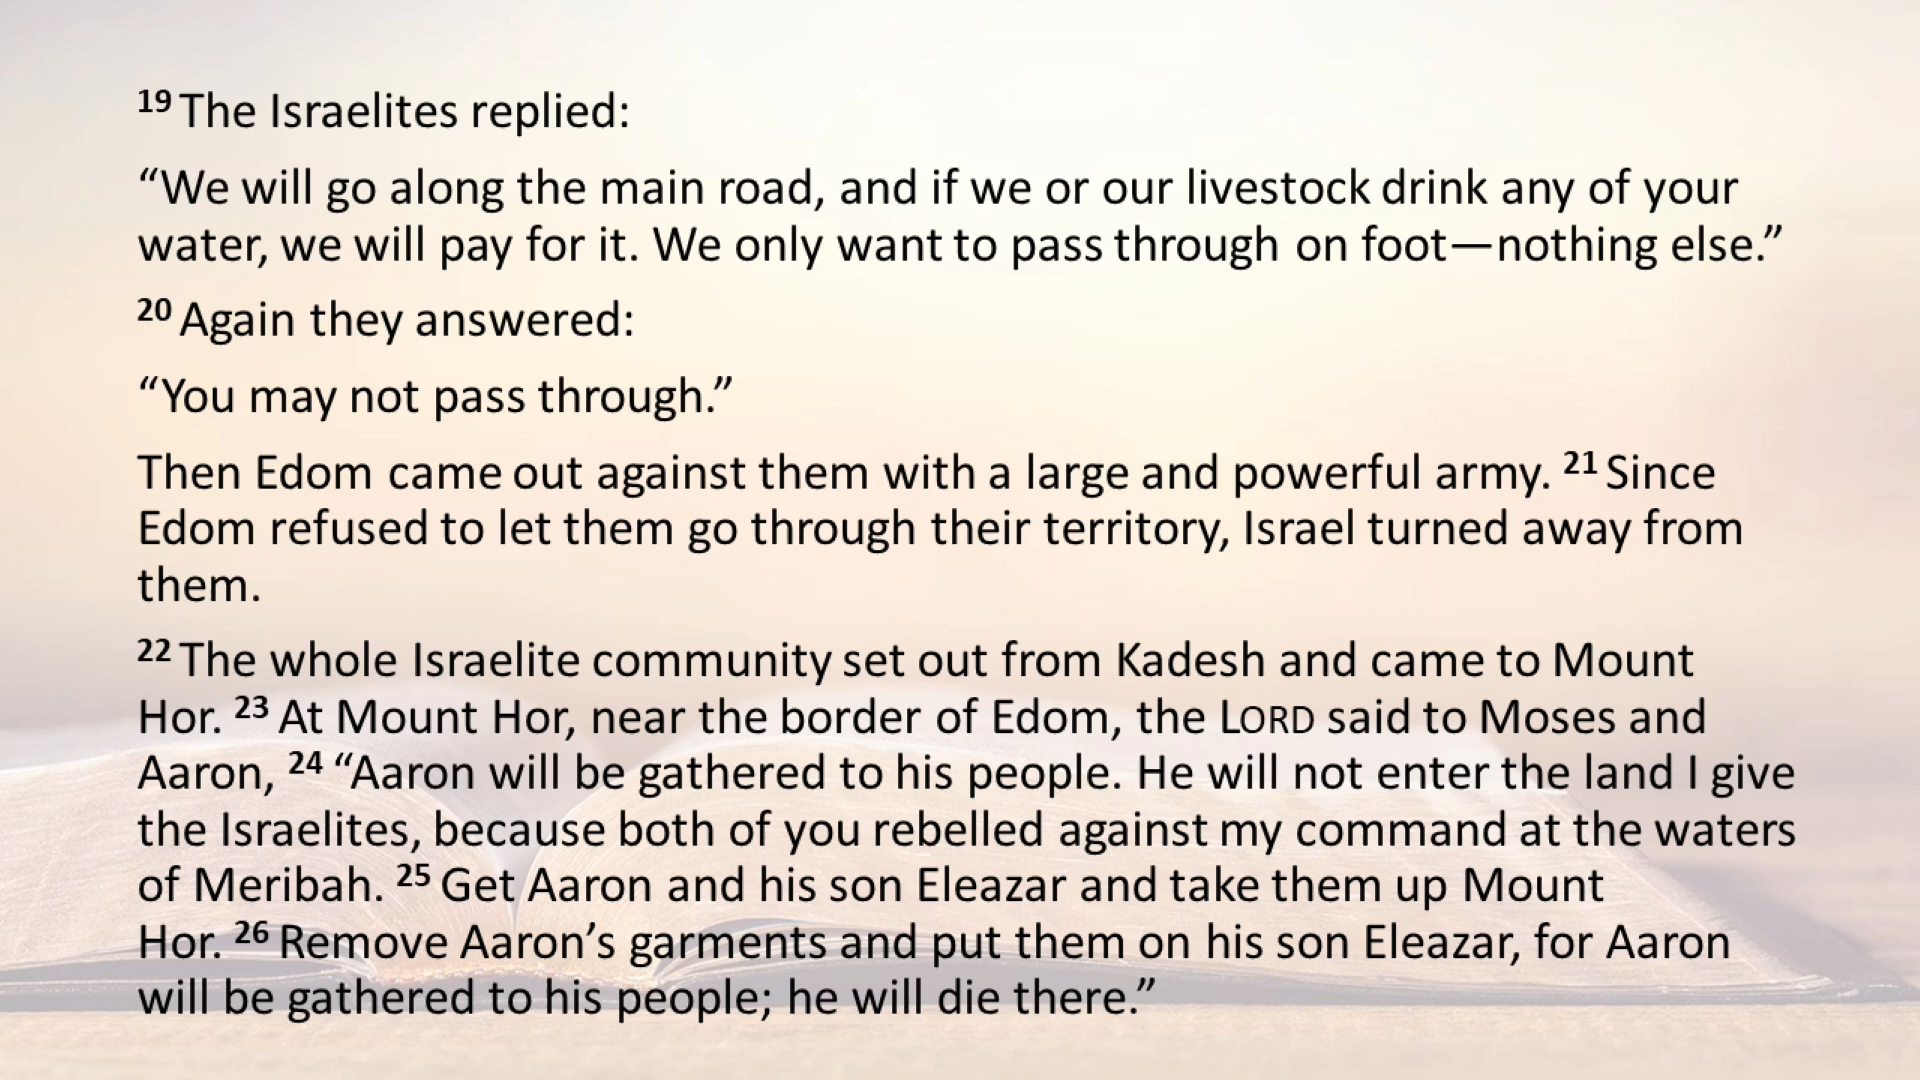 19 The Israelites replied:
“We will go along the main road, and if we or our livestock drink any of your
water, we will pay for it. We only want to pass through on foot—nothing else.”
20 Again they answered:
“You may not pass through.”
Then Edom came out against them with a large and powerful army. 21 Since
Edom refused to let them go through their territory, Israel turned away from
them.
22 The whole Israelite community set out from Kadesh and came to Mount
Hor. 23 At Mount Hor, near the border of Edom, the LORD said to Moses and
Aaron, 24 “Aaron will be gathered to his people. He will not enter the land I give
the Israelites, because both of you rebelled against my command at the waters
of Meribah. 25 Get Aaron and his son Eleazar and take them up Mount
Hor. 26 Remove Aaron’s garments and put them on his son Eleazar, for Aaron
will be gathered to his people; he will die there.”